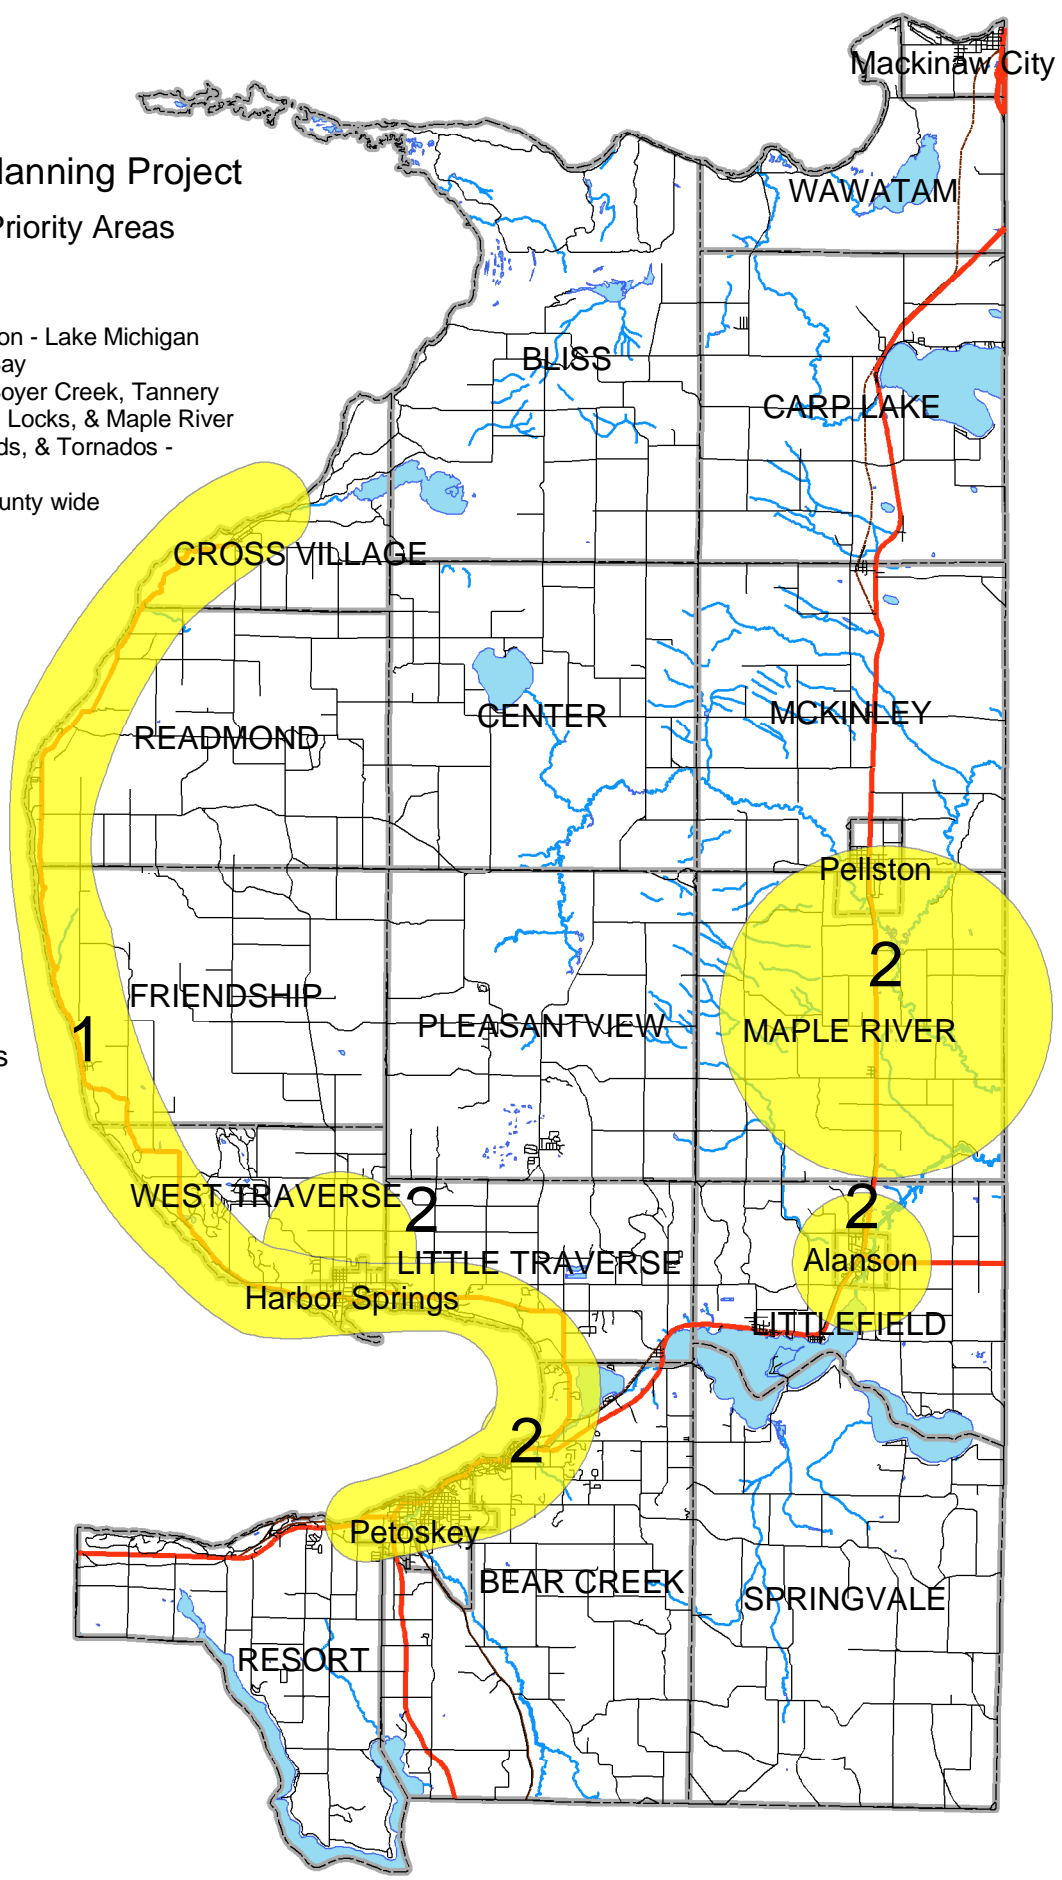 Mackinaw City
lanning Project
WAWATAM
Priority Areas
on - Lake Michigan
Bay
BLISS
Boyer Creek, Tannery
CARP LAKE
Locks, & Maple River
ds, & Tornados -
unty wide
CROSS VILLAGE
CENTER
MCKINLEY
READMOND
Pellston
2
FRIENDSHIP
1
PLEASANTVIEW
MAPLE RIVER
s
WEST TRAVERSE
2
2
LITTLE TRAVERSE
Alanson
Harbor Springs
LITTLEFIELD
2
Petoskey
BEAR CREEK
SPRINGVALE
RESORT